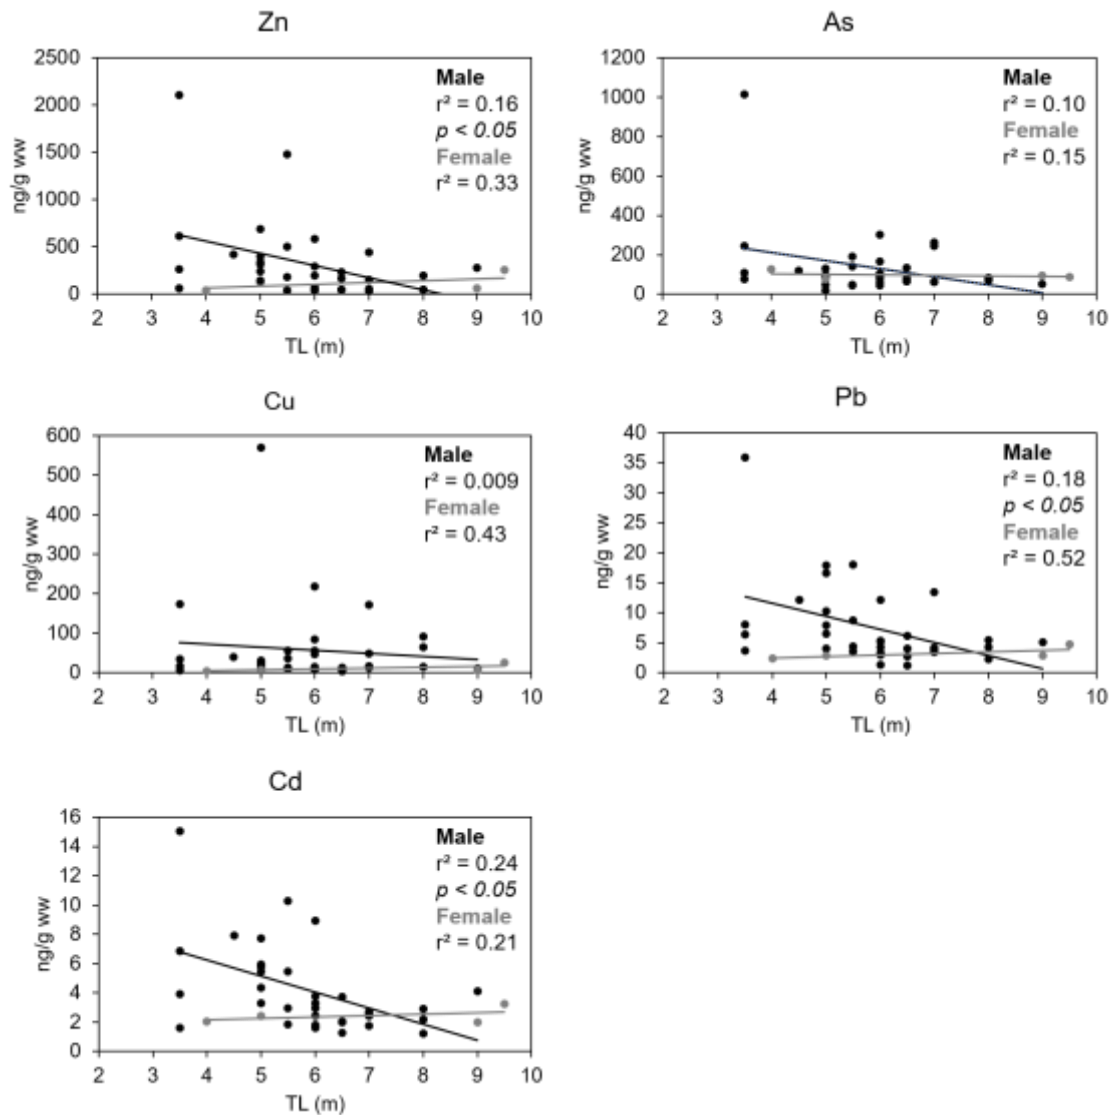 Zn
2500
2000
1500
1000
500
0
ng/g ww
2 3 4 5 6 7 8 9 10
TL (m)
Male
r² = 0.16
p < 0.05
Female
r² = 0.33
As
1200
1000
800
600
400
200
0
ng/g ww
2 3 4 5 6 7 8 9 10
TL (m)
Male
r² = 0.10
Female
r² = 0.15
Cu
600
500
400
300
200
100
0
ng/g ww
2 3 4 5 6 7 8 9 10
TL (m)
Male
r² = 0.009
Female
r² = 0.43
Pb
40
35
30
25
20
15
10
5
0
ng/g ww
2 3 4 5 6 7 8 9 10
TL (m)
Male
r² = 0.18
p < 0.05
Female
r² = 0.52
Cd
16
14
12
10
8
6
4
2
0
ng/g ww
2 3 4 5 6 7 8 9 10
TL (m)
Male
r² = 0.24
p < 0.05
Female
r² = 0.21